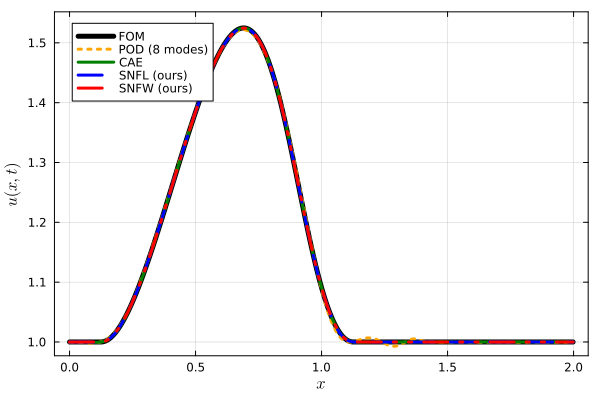 FOM
POD (8 modes)
CAE
SNFL (ours)
SNFW (ours)
u(x, t)
1.5
1.4
1.3
1.2
1.1
1.0
0.0 0.5 1.0 1.5 2.0
x